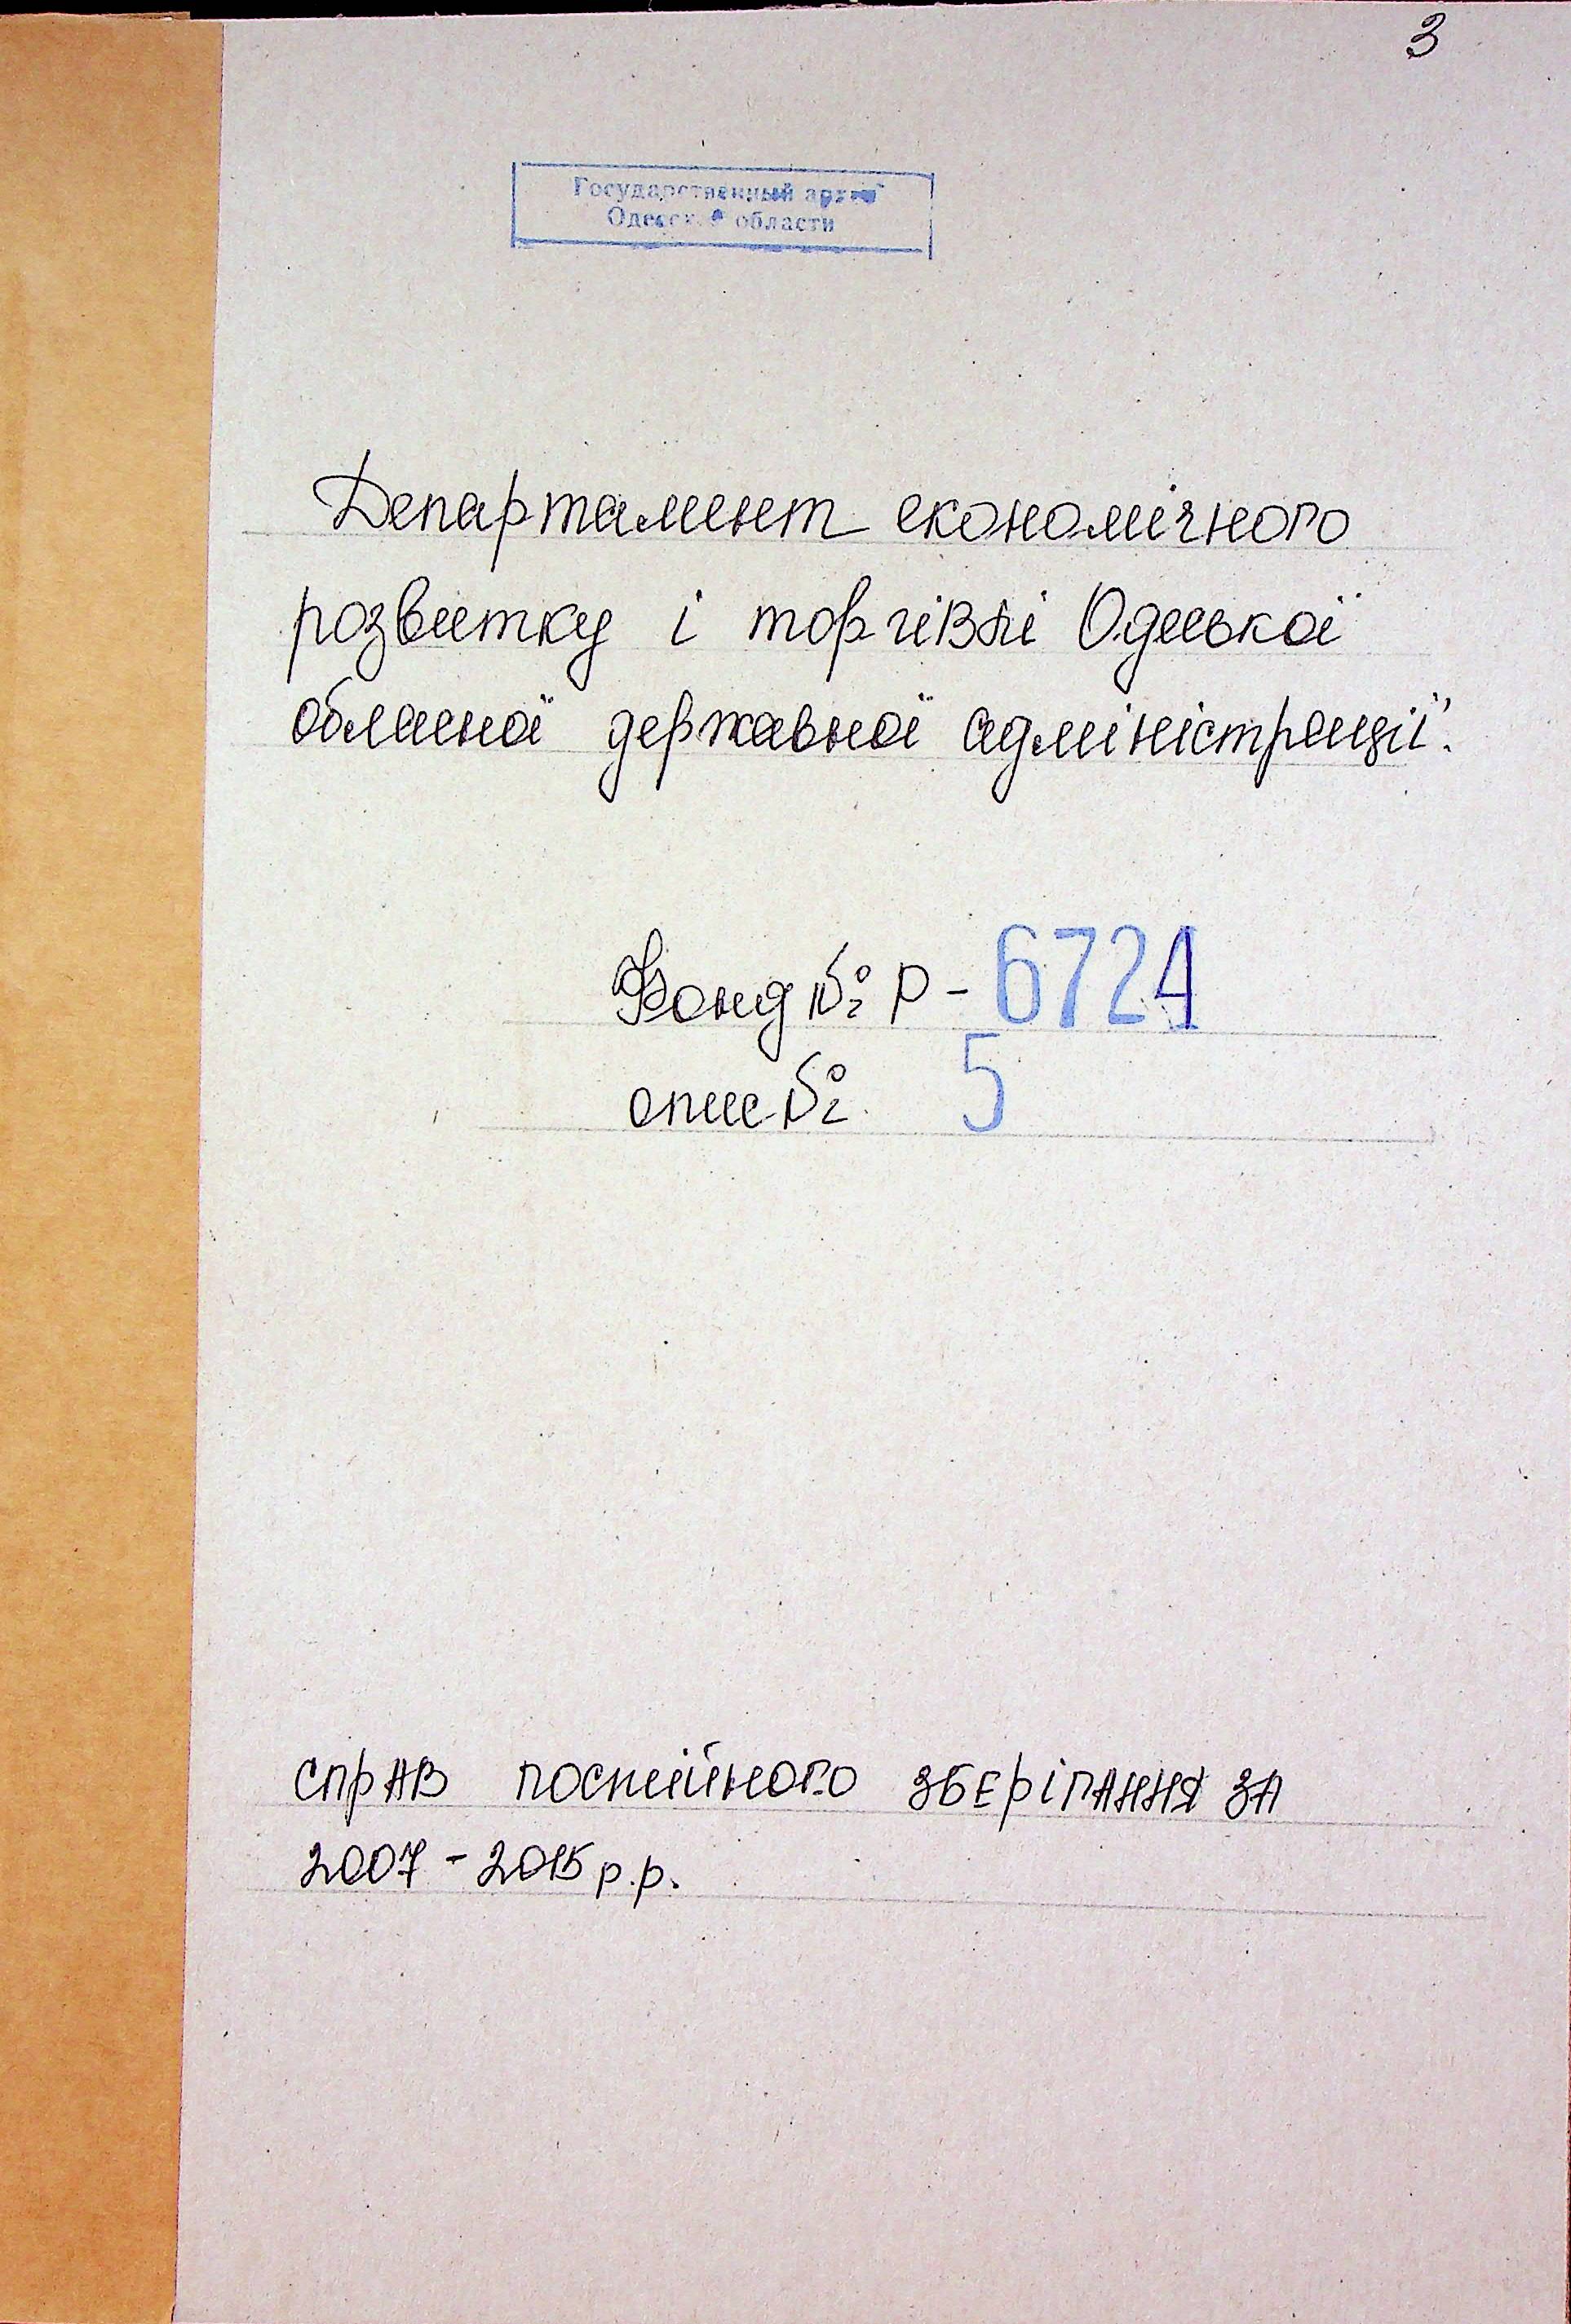 3
Государственный архив
Одесской области
Департамент економічного
розвитку і торгівлі Одеської
обласної державної адміністрації.
Фонд № Р - 6724
опис №. 5
справ постійного зберігання за
2007 - 2015 р.р.